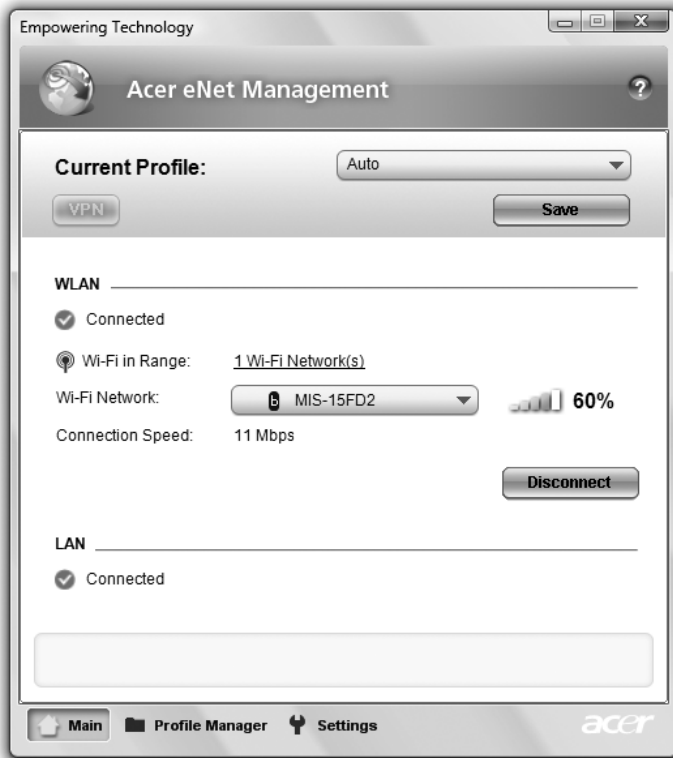 Empowering Technology
Acer eNet Management
?
Current Profile:
Auto
VPN
Save
WLAN
Connected
Wi-Fi in Range:
1 Wi-Fi Network(s)
Wi-Fi Network:
b MIS-15FD2
60%
Connection Speed:
11 Mbps
Disconnect
LAN
Connected
Main
Profile Manager
Settings
acer